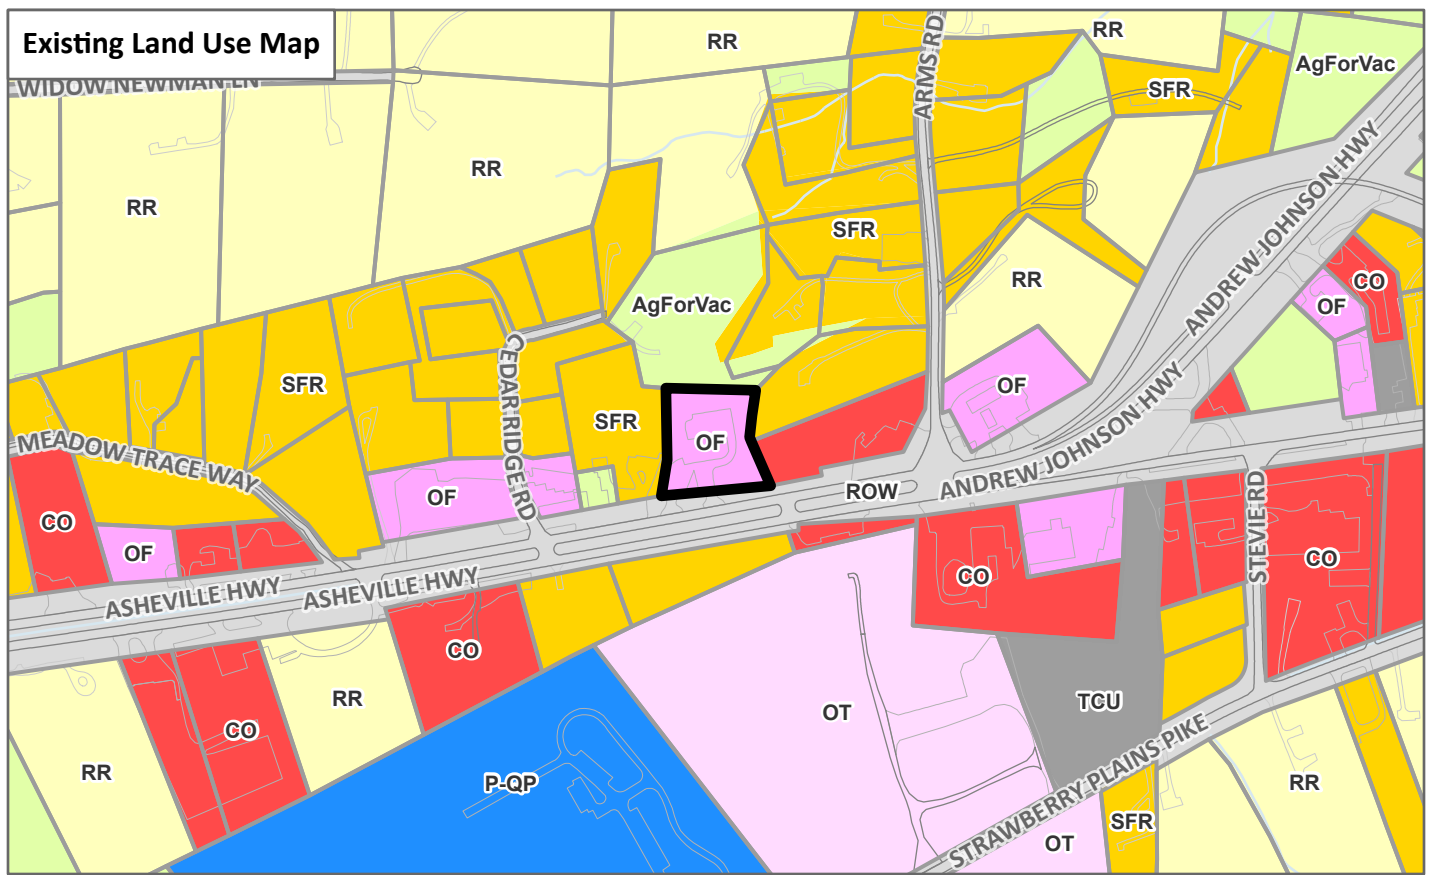 Existing Land Use Map
WIDOW NEWMAN LN
RR
RR
ARMS RD
AgForVac
SFR
RR
RR
SFR
ANDREW JOHNSON HWY
AgForVac
RR
CO
OF
CEDAR RIDGE RD
SFR
OF
SFR
OF
ANDREW JOHNSON HWY
MEADOW TRACE WAY
OF
ROW
STEVIE RD
CO
OF
ASHEVILLE HWY
ASHEVILLE HWY
CO
CO
CO
RR
CO
OT
TCU
RR
P-QP
STRAWBERRY PLAINS PIKE
RR
SFR
OT